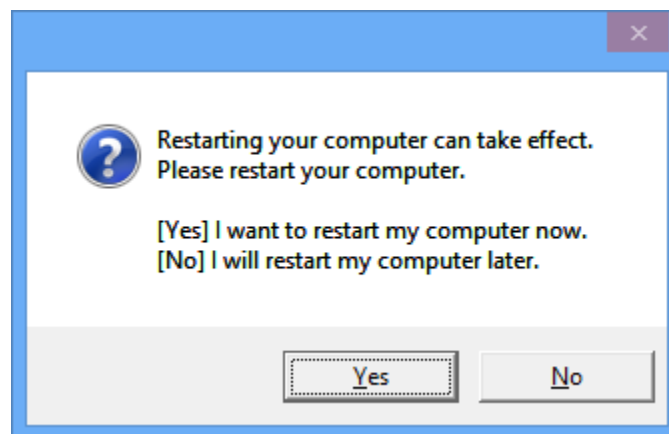 Restarting your computer can take effect.
Please restart your computer.
[Yes] I want to restart my computer now.
[No] I will restart my computer later.
Yes
No